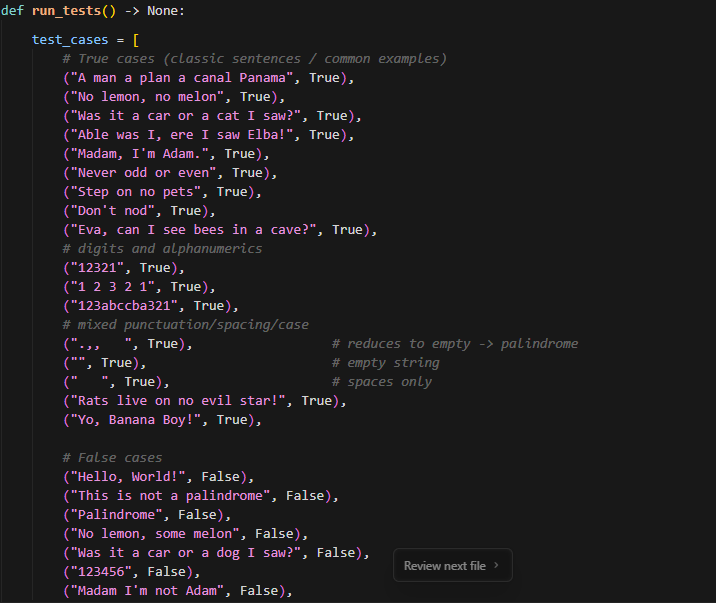 def run_tests() -> None:
test_cases = [
# True cases (classic sentences / common examples)
("A man a plan a canal Panama", True),
("No lemon, no melon", True),
("Was it a car or a cat I saw?", True),
("Able was I, ere I saw Elba!", True),
("Madam, I'm Adam.", True),
("Never odd or even", True),
("Step on no pets", True),
("Don't nod", True),
("Eva, can I see bees in a cave?", True),
# digits and alphanumerics
("12321", True),
("1 2 3 2 1", True),
("123abccba321", True),
# mixed punctuation/spacing/case
(".,,   ", True),                  # reduces to empty -> palindrome
("", True),                        # empty string
("   ", True),                     # spaces only
("Rats live on no evil star!", True),
("Yo, Banana Boy!", True),
# False cases
("Hello, World!", False),
("This is not a palindrome", False),
("Palindrome", False),
("No lemon, some melon", False),
("Was it a car or a dog I saw?", False),
("123456", False),
("Madam I'm not Adam", False),
Review next file >